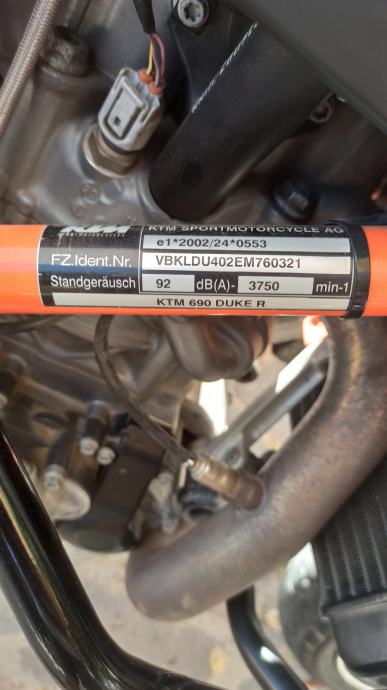 KTM
KTM SPORTMOTORCYCLE AG
e1*2002/24*0553
FZ.Ident.Nr. VBKLDU402EM760321
Standgeräusch 92 dB(A)- 3750 min-1
KTM 690 DUKE R